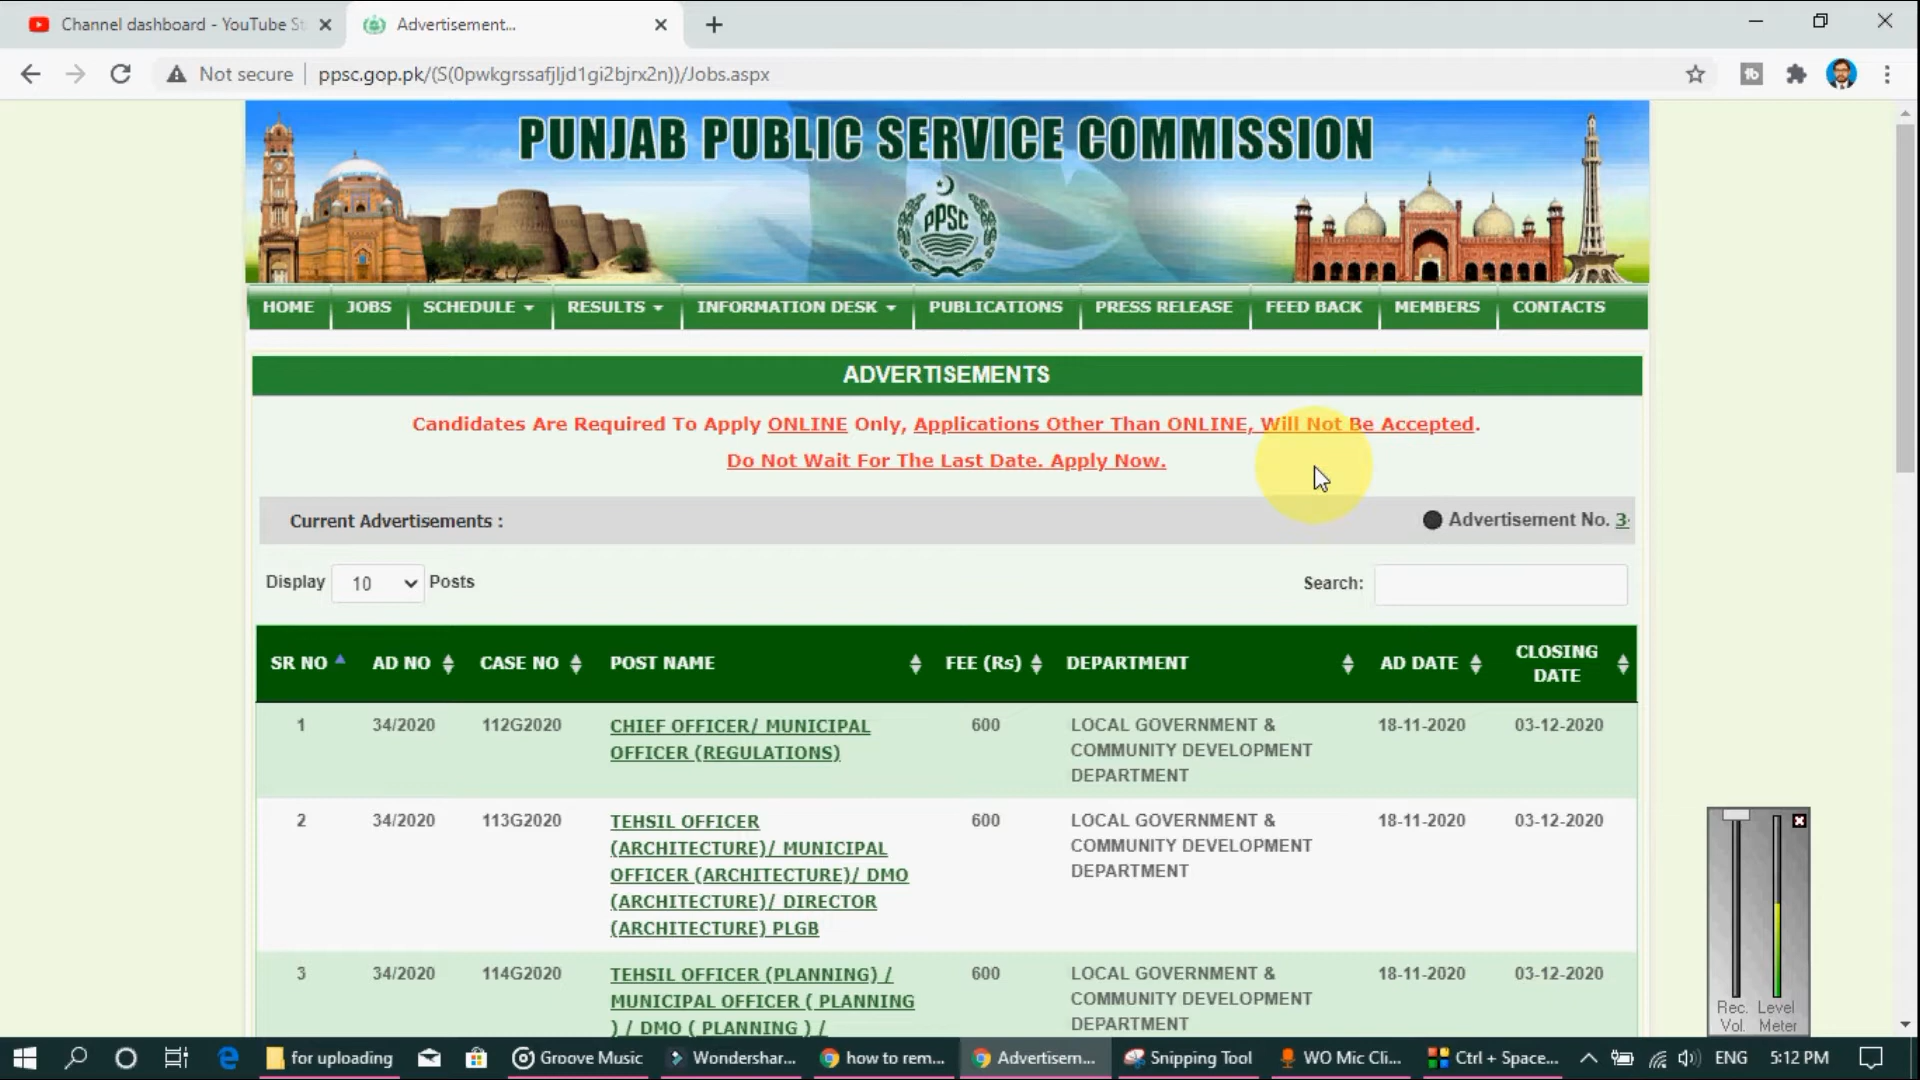 Channel dashboard - YouTube St
Advertisement...
Not secure
ppsc.gop.pk/(S(0pwkgrssafjljd1gi2bjrx2n))/Jobs.aspx
PUNJAB PUBLIC SERVICE COMMISSION
PPSC
HOME JOBS SCHEDULE RESULTS INFORMATION DESK PUBLICATIONS PRESS RELEASE FEED BACK MEMBERS CONTACTS
ADVERTISEMENTS
Candidates Are Required To Apply ONLINE Only, Applications Other Than ONLINE, Will Not Be Accepted.
Do Not Wait For The Last Date. Apply Now.
Current Advertisements :
Advertisement No. 3
Display 10 Posts
Search:
SR NO AD NO CASE NO POST NAME FEE (Rs) DEPARTMENT AD DATE CLOSING DATE
1 34/2020 112G2020 CHIEF OFFICER/ MUNICIPAL 600 LOCAL GOVERNMENT & 18-11-2020 03-12-2020
OFFICER (REGULATIONS) COMMUNITY DEVELOPMENT
DEPARTMENT
2 34/2020 113G2020 TEHSIL OFFICER 600 LOCAL GOVERNMENT & 18-11-2020 03-12-2020
(ARCHITECTURE)/ MUNICIPAL COMMUNITY DEVELOPMENT
OFFICER (ARCHITECTURE)/ DMO DEPARTMENT
(ARCHITECTURE)/ DIRECTOR
(ARCHITECTURE) PLGB
3 34/2020 114G2020 TEHSIL OFFICER (PLANNING) / 600 LOCAL GOVERNMENT & 18-11-2020 03-12-2020
MUNICIPAL OFFICER ( PLANNING COMMUNITY DEVELOPMENT
) / DMO ( PLANNING ) / DEPARTMENT
Rec. Level
Vol. Meter
for uploading
Groove Music
Wondershar...
how to rem...
Advertisem...
Snipping Tool
WO Mic Cli...
Ctrl + Space...
ENG
5:12 PM